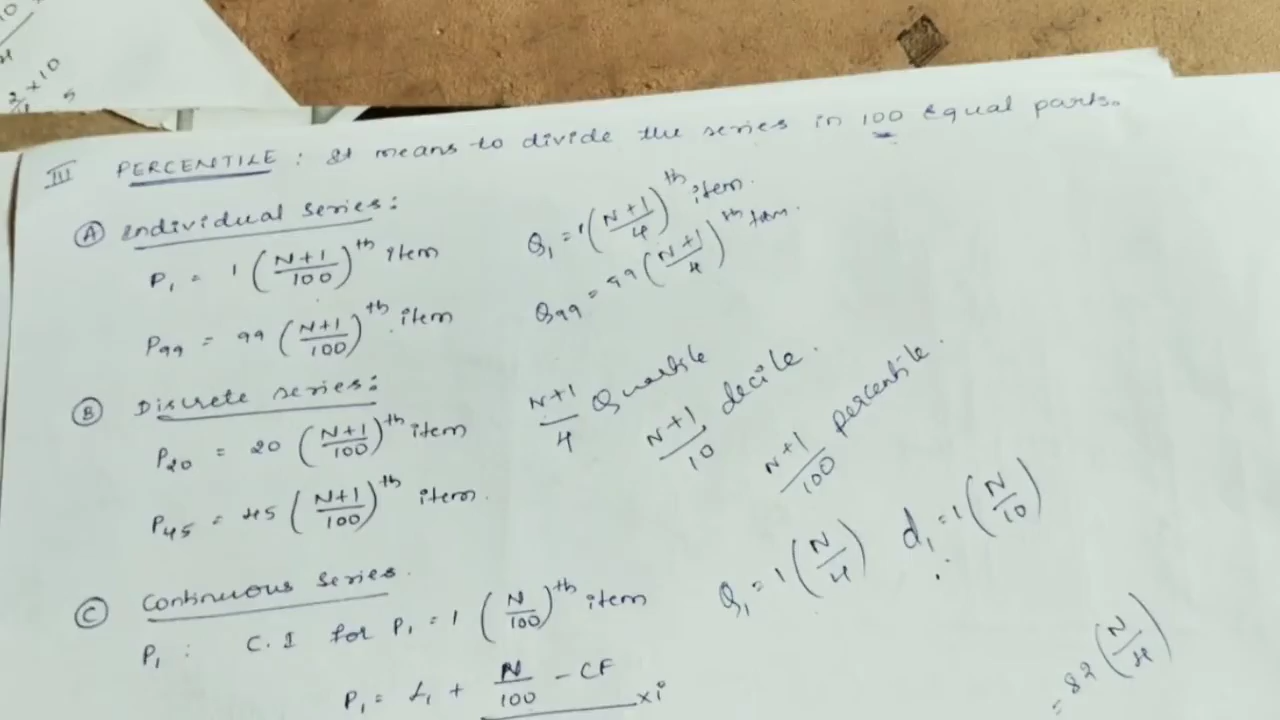 III PERCENTILE : It means to divide the series in 100 Equal parts.
(A) Individual series:
P₁ = 1 (N+1/100)ᵗʰ item
Q₁ = 1 (N+1/4)ᵗʰ item.
P₉₉ = 99 (N+1/100)ᵗʰ item
Q₉₉ = 99 (N+1/4)ᵗʰ
(B) Discrete series:
P₂₀ = 20 (N+1/100)ᵗʰ item
N+1/4 Quartile
N+1/10 decile.
N+1/100 percentile.
P₄₅ = 45 (N+1/100)ᵗʰ item.
(C) Continuous series.
P₁ : C.I for P₁ = 1 (N/100)ᵗʰ item
Q₁ = 1 (N/4)
d₁ = 1 (N/10)
P₁ = L₁ + N/100 - CF ×i
= 82 (N/4)